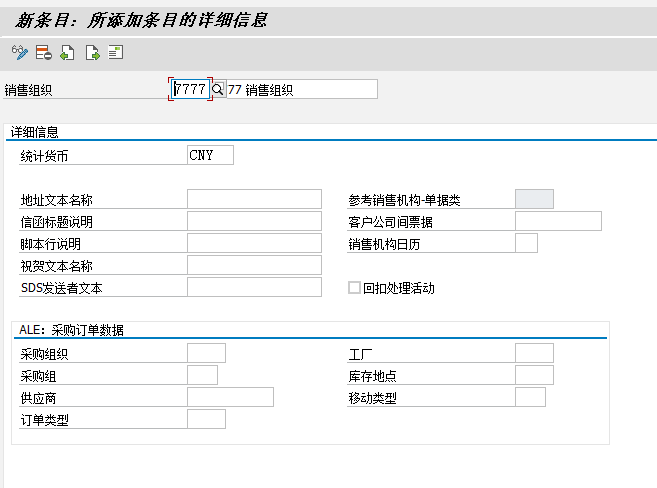 新条目：所添加条目的详细信息
销售组织 7777 77 销售组织
详细信息
统计货币 CNY
地址文本名称 参考销售机构-单据类
信函标题说明 客户公司间票据
脚本行说明 销售机构日历
祝贺文本名称
SDS发送者文本 回扣处理活动
ALE：采购订单数据
采购组织 工厂
采购组 库存地点
供应商 移动类型
订单类型